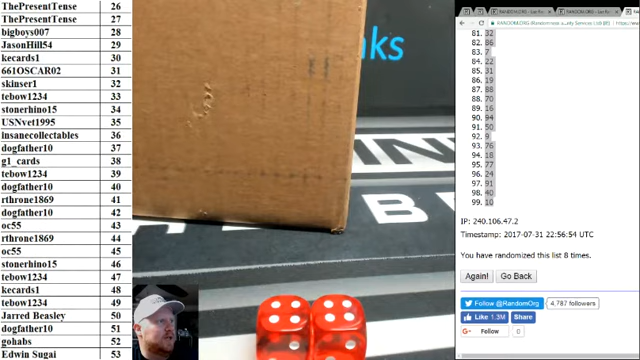 ThePresentTense 26
ThePresentTense 27
bigboys007 28
JasonHill54 29
kecards1 30
661OSCAR02 31
skinser1 32
tebow1234 33
stonerhino15 34
USNvet1995 35
insanecollectables 36
dogfather10 37
g1_cards 38
tebow1234 39
dogfather10 40
rthrone1869 41
dogfather10 42
oc55 43
rthrone1869 44
oc55 45
stonerhino15 46
tebow1234 47
kecards1 48
tebow1234 49
Jarred Beasley 50
dogfather10 51
gohabs 52
Edwin Sugai 53
81. 32
82. 86
83. 7
84. 22
85. 31
86. 19
87. 88
88. 70
89. 16
90. 94
91. 50
92. 9
93. 76
94. 18
95. 77
96. 24
97. 91
98. 40
99. 10
IP: 240.106.47.2
Timestamp: 2017-07-31 22:56:54 UTC
You have randomized this list 8 times.
Again! Go Back
Follow @RandomOrg 4,787 followers
Like 1.3M Share
Follow 0